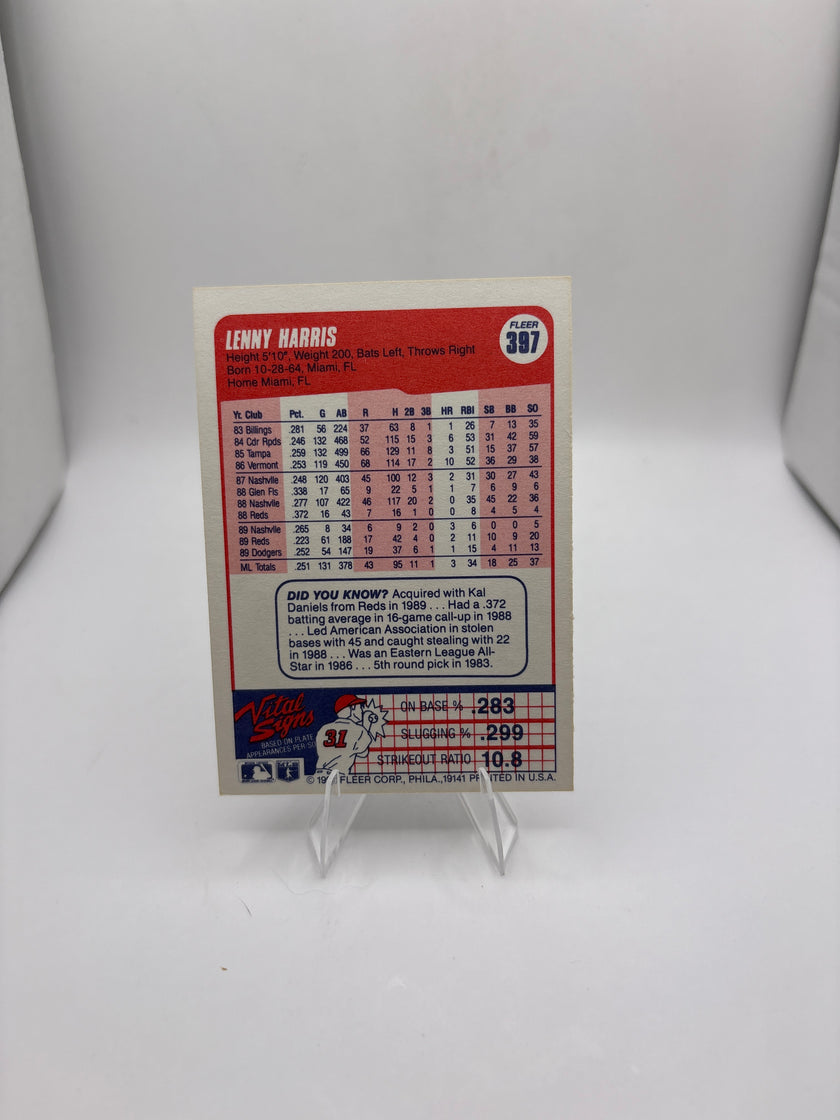 LENNY HARRIS
FLEER
397
Height 5'10", Weight 200, Bats Left, Throws Right
Born 10-28-64, Miami, FL
Home Miami, FL
Yr. Club Pct. G AB R H 2B 3B HR RBI SB BB SO
83 Billings .281 56 224 37 63 8 1 1 26 7 13 35
84 Cdr Rpds .246 132 468 52 115 15 3 6 53 31 42 59
85 Tampa .259 132 499 66 129 11 8 3 51 15 37 57
86 Vermont .253 119 450 68 114 17 2 10 52 36 29 38
87 Nashvlle .248 120 403 45 100 12 3 2 31 30 27 43
88 Glen Fls .338 17 65 9 22 5 1 1 7 6 9 6
88 Nashvlle .277 107 422 46 117 20 2 0 35 45 22 36
88 Reds .372 16 43 7 16 1 0 0 8 4 5 4
89 Nashvlle .265 8 34 6 9 2 0 3 6 0 0 5
89 Reds .223 61 188 17 42 4 0 2 11 10 9 20
89 Dodgers .252 54 147 19 37 6 1 1 15 4 11 13
ML Totals .251 131 378 43 95 11 1 3 34 18 25 37
DID YOU KNOW? Acquired with Kal
Daniels from Reds in 1989 . . . Had a .372
batting average in 16-game call-up in 1988
. . . Led American Association in stolen
bases with 45 and caught stealing with 22
in 1988 . . . Was an Eastern League All-
Star in 1986 . . . 5th round pick in 1983.
Vital
Signs
BASED ON PLATE
APPEARANCES PER
31
ON BASE % .283
SLUGGING % .299
STRIKEOUT RATIO 10.8
© FLEER CORP., PHILA., 19141 PRINTED IN U.S.A.